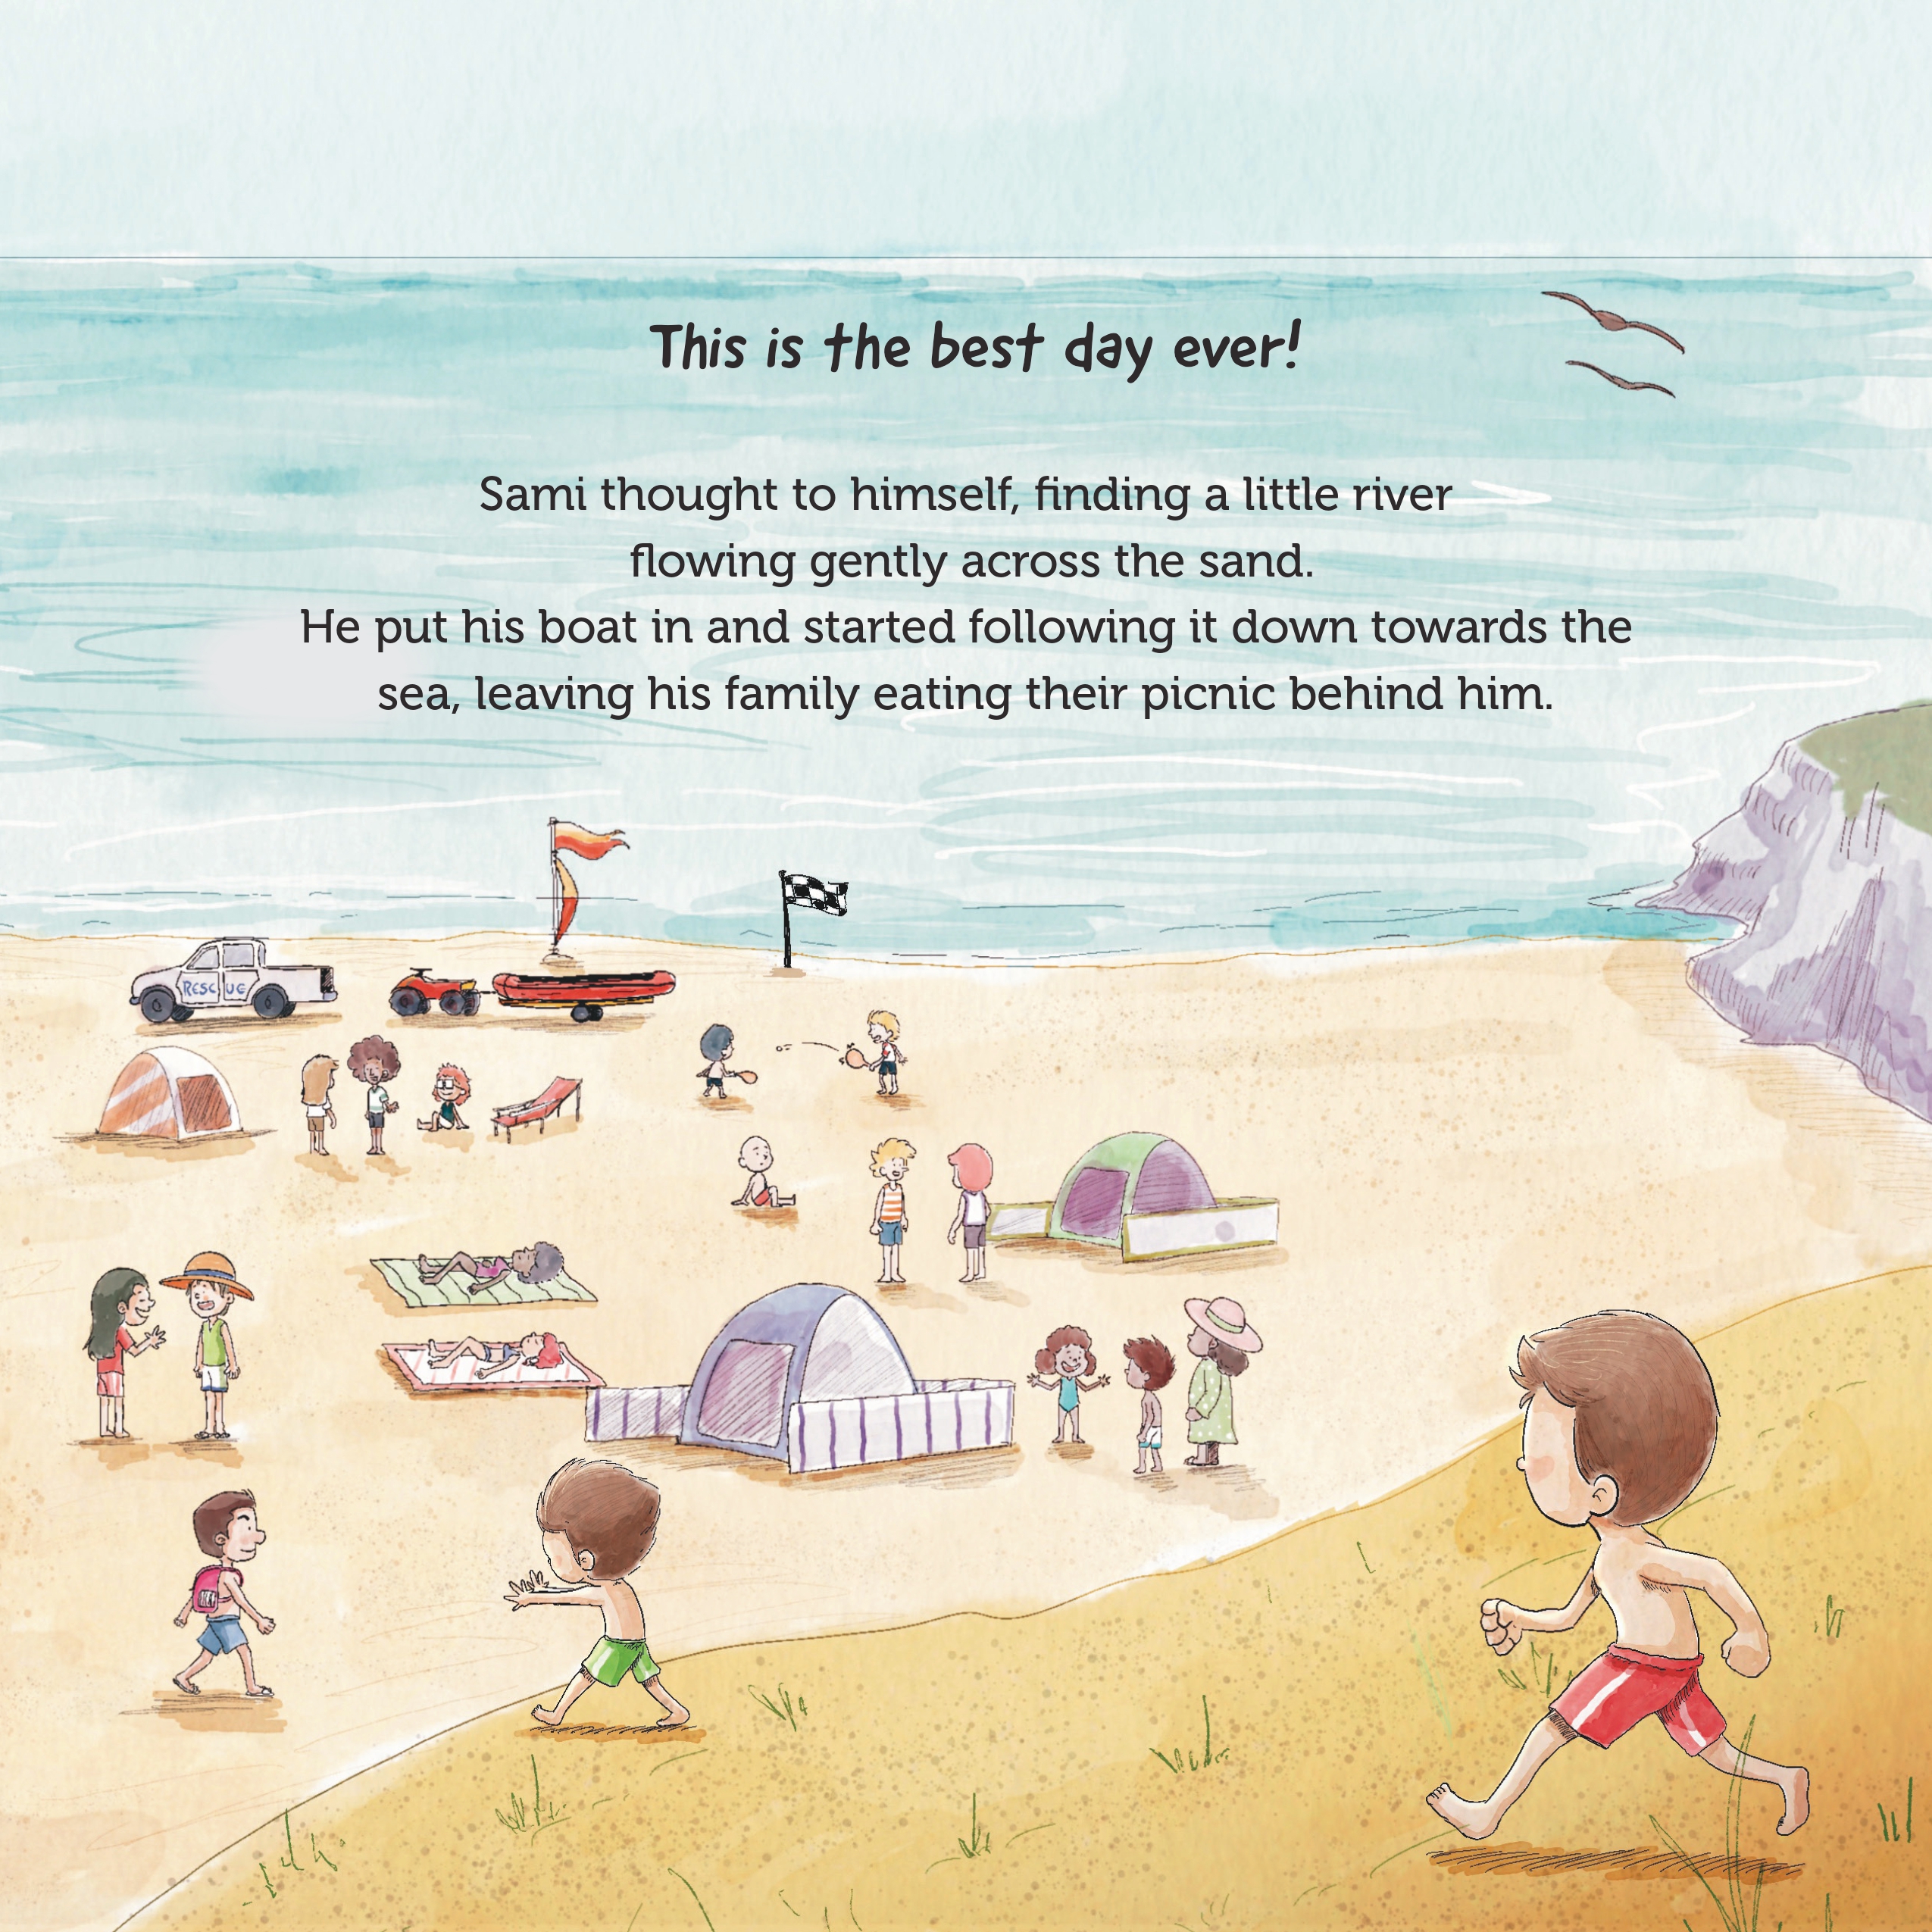 This is the best day ever!
Sami thought to himself, finding a little river
flowing gently across the sand.
He put his boat in and started following it down towards the
sea, leaving his family eating their picnic behind him.
RESCUE